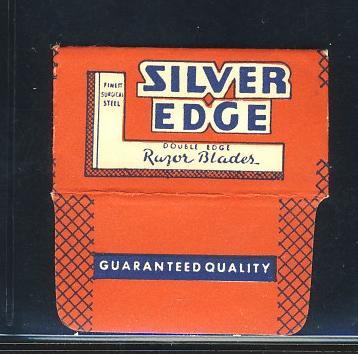 SILVER
EDGE
FINEST
SURGICAL
STEEL
DOUBLE EDGE
Razor Blades
GUARANTEED QUALITY